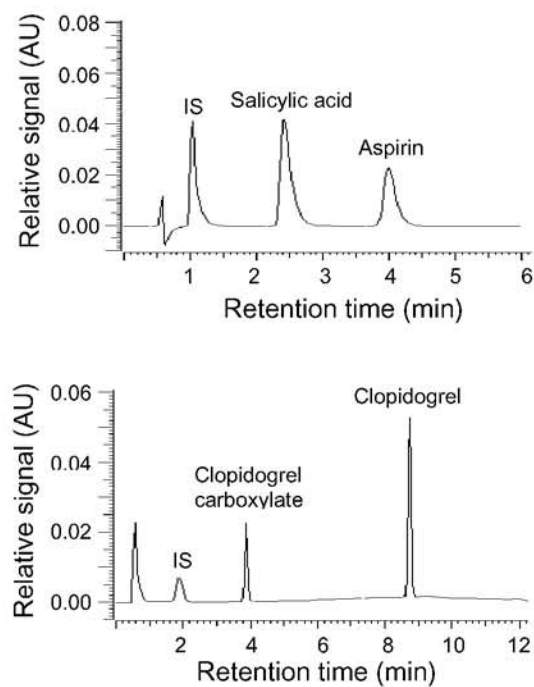 Relative signal (AU)
0.08
0.06
0.04
0.02
0.00
IS
Salicylic acid
Aspirin
1
2
3
4
5
6
Retention time (min)
Relative signal (AU)
0.06
0.04
0.02
0.00
IS
Clopidogrel
carboxylate
Clopidogrel
2
4
6
8
10
12
Retention time (min)